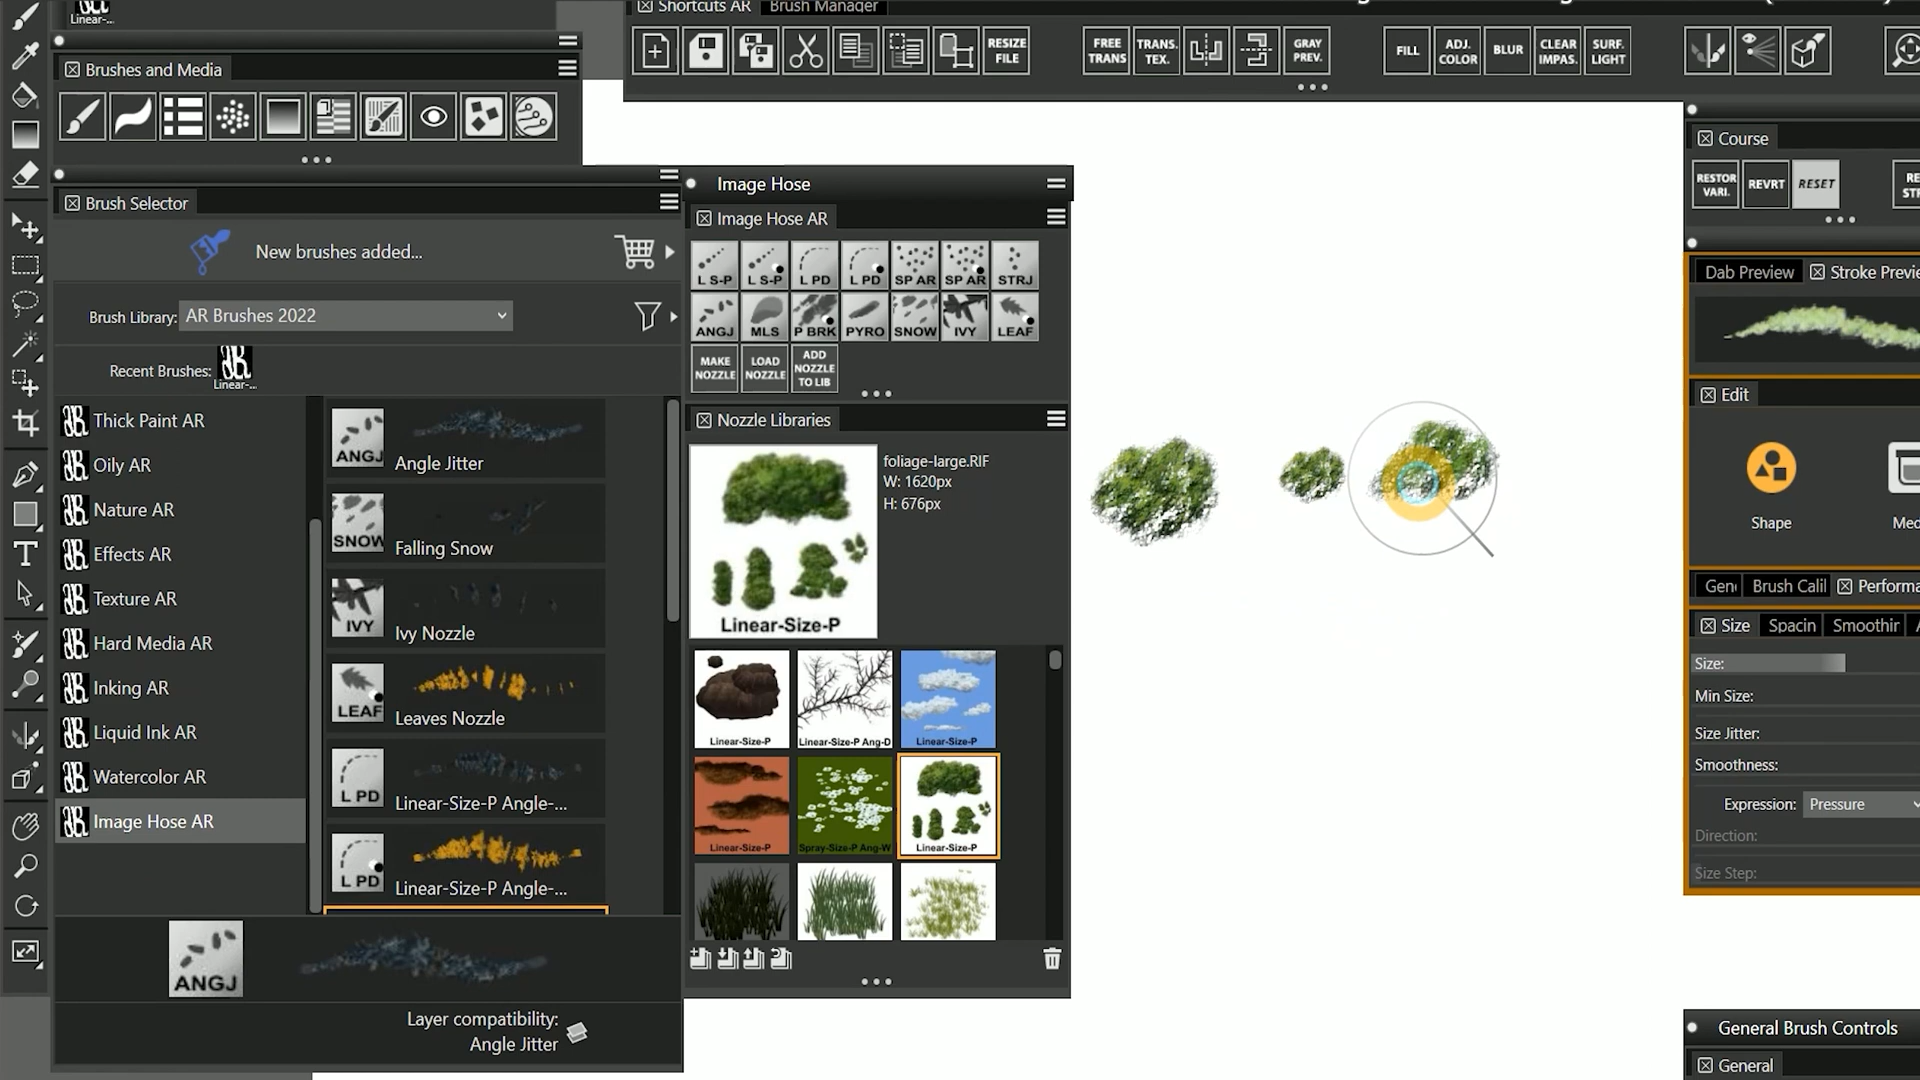 Linear-...
Shortcuts AR
Brush Manager
RESIZE
FILE
FREE
TRANS
TRANS.
TEX.
GRAY
PREV.
FILL
ADJ.
COLOR
BLUR
CLEAR
IMPAS.
SURF.
LIGHT
Brushes and Media
Brush Selector
New brushes added...
Brush Library:
AR Brushes 2022
Recent Brushes:
Linear-...
Thick Paint AR
Oily AR
Nature AR
Effects AR
Texture AR
Hard Media AR
Inking AR
Liquid Ink AR
Watercolor AR
Image Hose AR
ANGJ
Angle Jitter
SNOW
Falling Snow
IVY
Ivy Nozzle
LEAF
Leaves Nozzle
L PD
Linear-Size-P Angle-...
L PD
Linear-Size-P Angle-...
ANGJ
Layer compatibility:
Angle Jitter
Image Hose
Image Hose AR
L S-P
L S-P
L PD
L PD
SP AR
SP AR
STRJ
ANGJ
MLS
P BRK
PYRO
SNOW
IVY
LEAF
MAKE
NOZZLE
LOAD
NOZZLE
ADD
NOZZLE
TO LIB
Nozzle Libraries
foliage-large.RIF
W: 1620px
H: 676px
Linear-Size-P
Linear-Size-P
Linear-Size-P Ang-D
Linear-Size-P
Linear-Size-P
Spray-Size-P Ang-W
Linear-Size-P
Course
RESTOR
VARI.
REVRT
RESET
RE
STR
Dab Preview
Stroke Previe
Edit
Shape
Med
Gen
Brush Cali
Performa
Size
Spacin
Smoothir
Size:
Min Size:
Size Jitter:
Smoothness:
Expression:
Pressure
Direction:
Size Step:
General Brush Controls
General